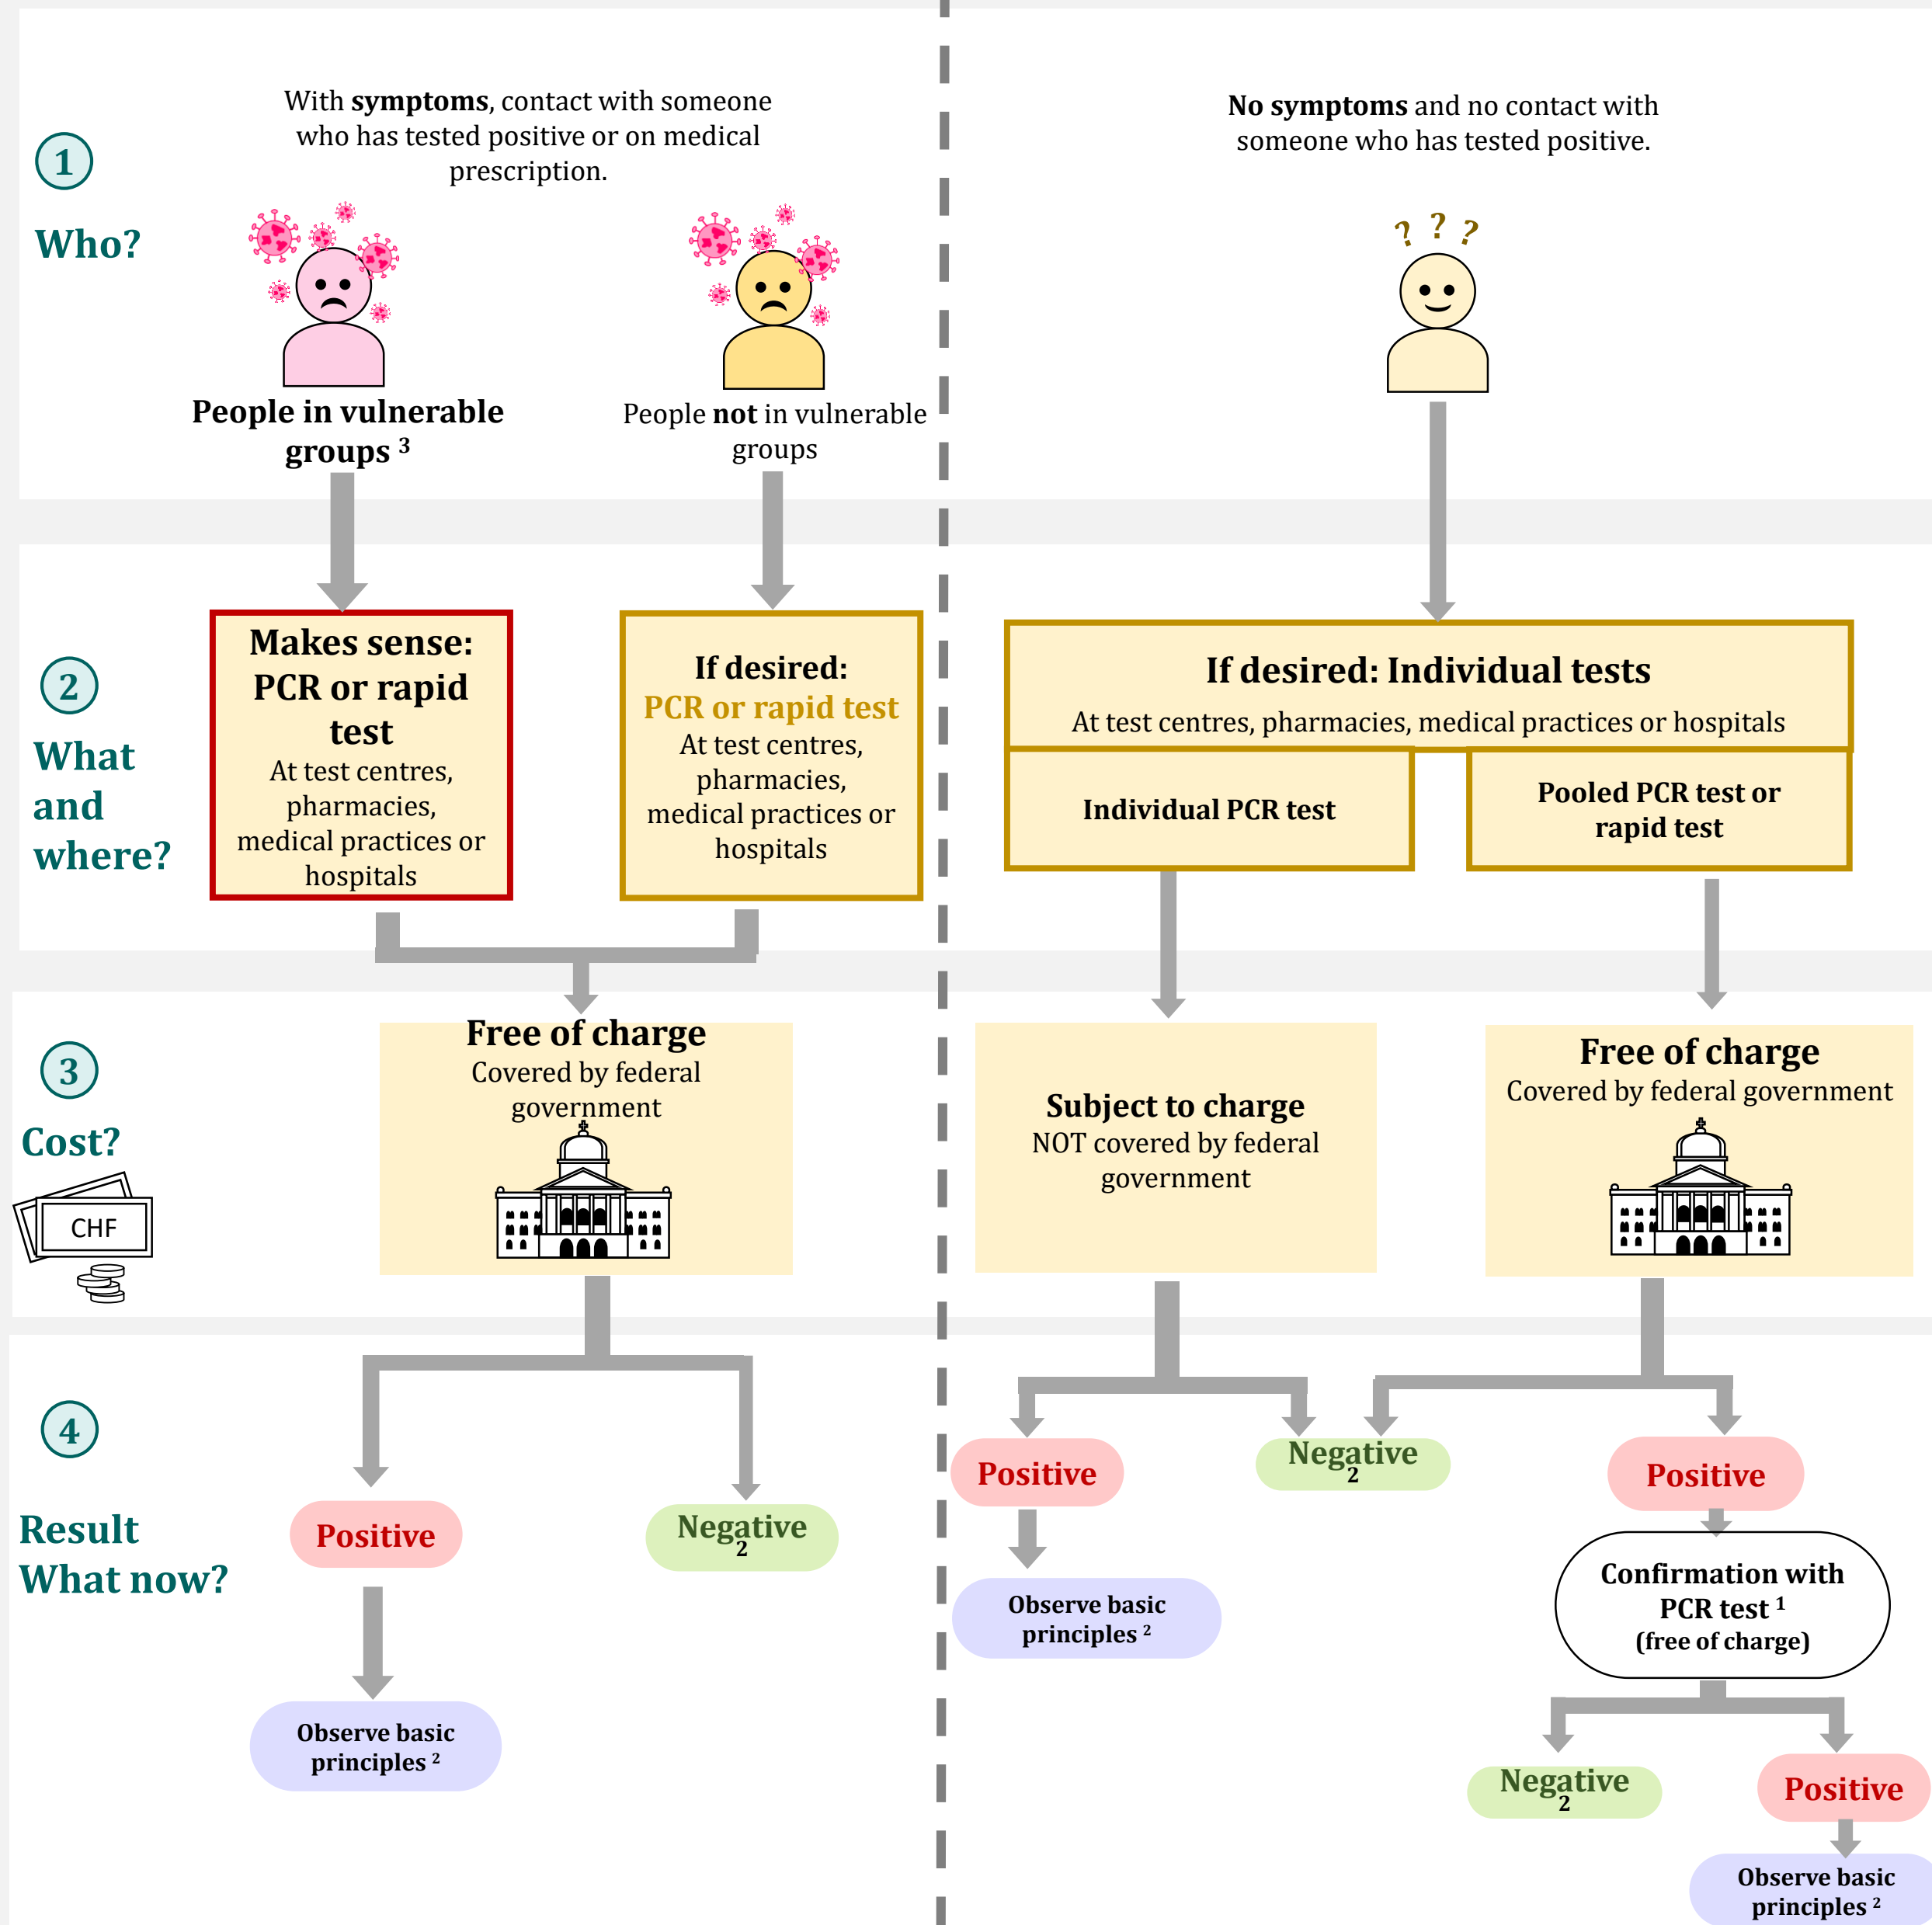 1
Who?
With symptoms, contact with someone
who has tested positive or on medical
prescription.
People in vulnerable
groups 3
People not in vulnerable
groups
No symptoms and no contact with
someone who has tested positive.
? ? ?
2
What
and
where?
Makes sense:
PCR or rapid
test
At test centres,
pharmacies,
medical practices or
hospitals
If desired:
PCR or rapid test
At test centres,
pharmacies,
medical practices or
hospitals
If desired: Individual tests
At test centres, pharmacies, medical practices or hospitals
Individual PCR test
Pooled PCR test or
rapid test
3
Cost?
CHF
Free of charge
Covered by federal
government
Subject to charge
NOT covered by federal
government
Free of charge
Covered by federal government
4
Result
What now?
Positive
Negative
2
Observe basic
principles 2
Positive
Observe basic
principles 2
Negative
2
Positive
Confirmation with
PCR test 1
(free of charge)
Negative
2
Positive
Observe basic
principles 2